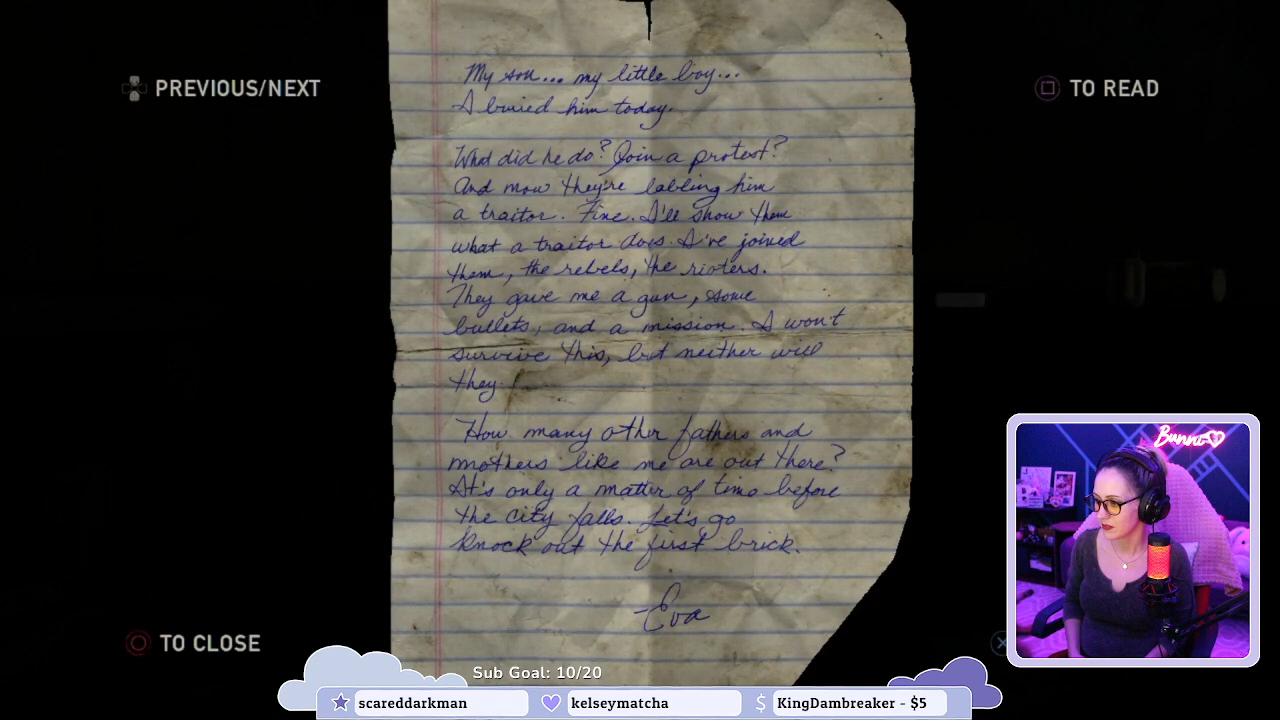 PREVIOUS/NEXT
TO READ
My son... my little boy...
I buried him today.
What did he do? Join a protest?
And now they're labling him
a traitor. Fine. I'll show them
what a traitor does. I've joined
them, the rebels, the rioters.
They gave me a gun, some
bullets, and a mission. I won't
survive this, but neither will
they.
How many other fathers and
mothers like me are out there?
It's only a matter of time before
the city falls. Let's go
knock out the first brick.
-Eva
TO CLOSE
Bunni
Sub Goal: 10/20
scareddarkman
kelseymatcha
$ KingDambreaker - $5